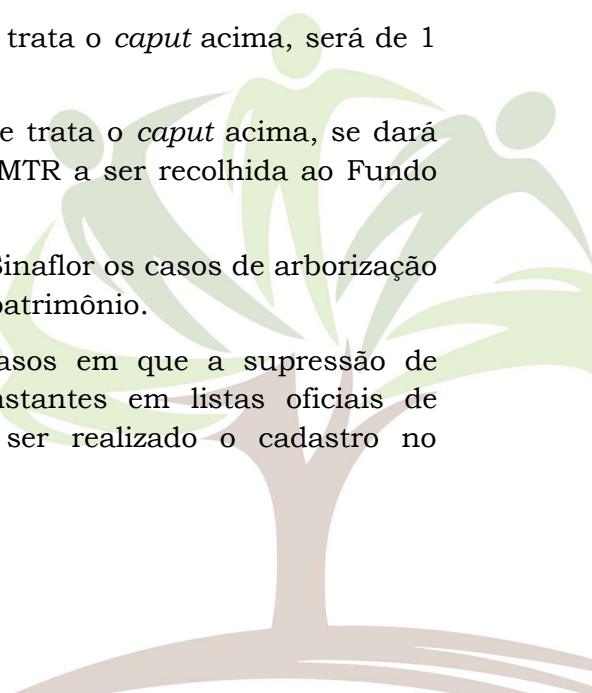 trata o caput acima, será de 1
e trata o caput acima, se dará
MTR a ser recolhida ao Fundo
Sinaflor os casos de arborização
patrimônio.
asos em que a supressão de
nstantes em listas oficiais de
ser realizado o cadastro no